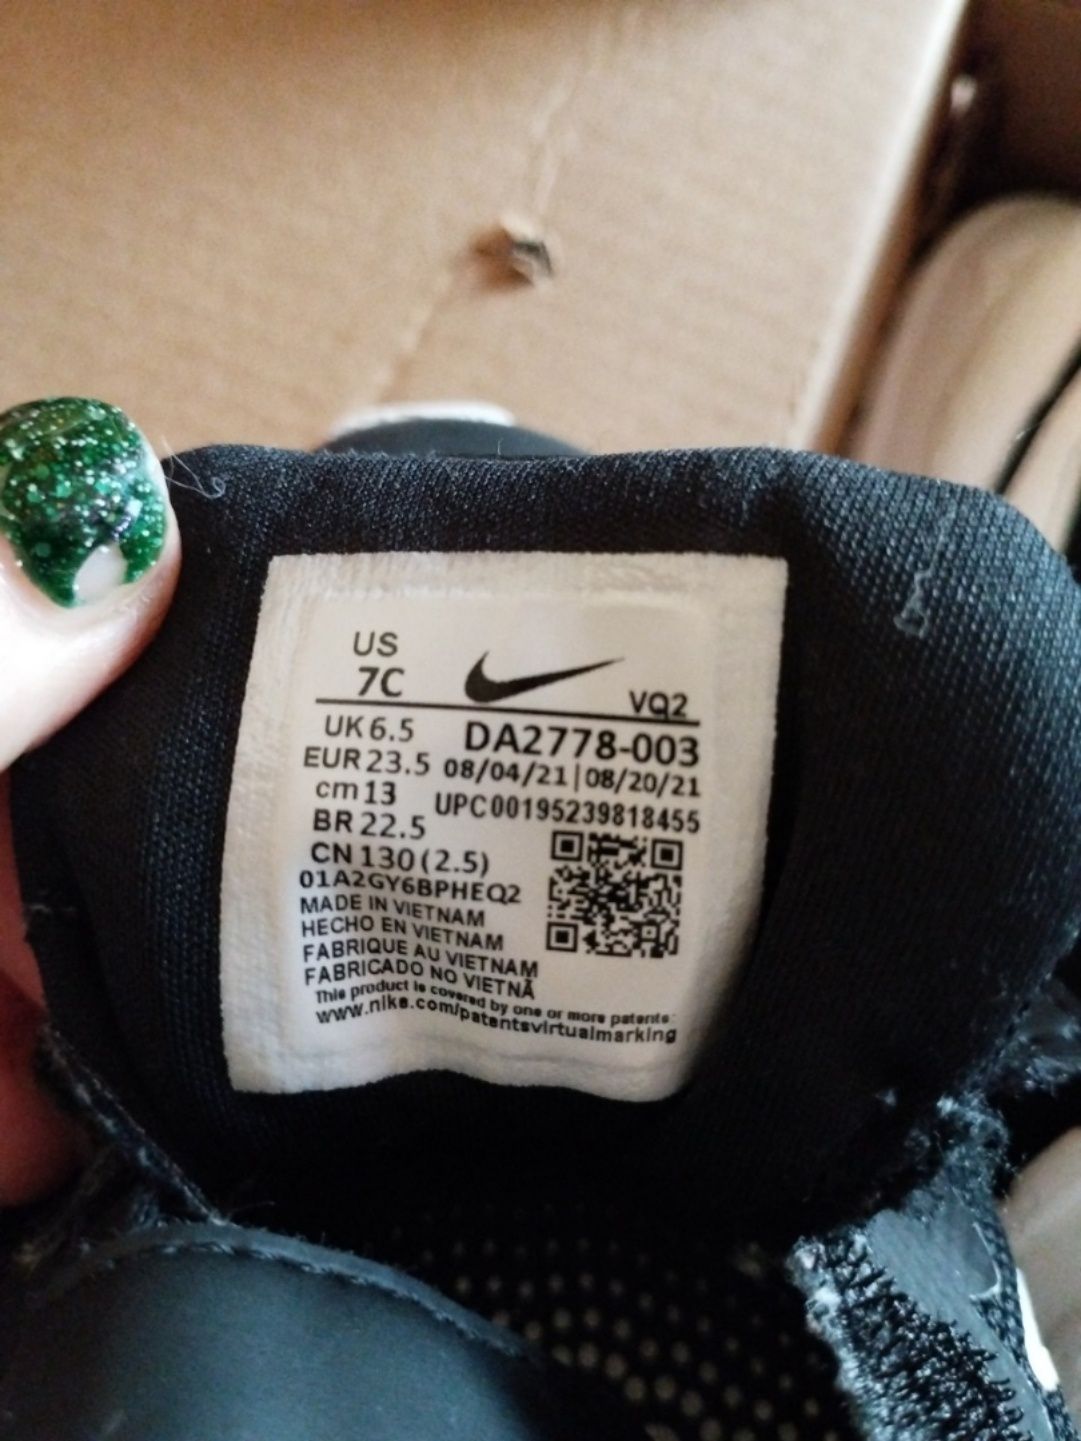 US
7C
VQ2
UK 6.5
DA2778-003
EUR 23.5
08/04/21|08/20/21
cm 13
UPC00195239818455
BR 22.5
CN 130 (2.5)
01A2GY6BPHEQ2
MADE IN VIETNAM
HECHO EN VIETNAM
FABRIQUE AU VIETNAM
FABRICADO NO VIETNÃ
This product is covered by one or more patents:
www.nike.com/patentsvirtualmarking